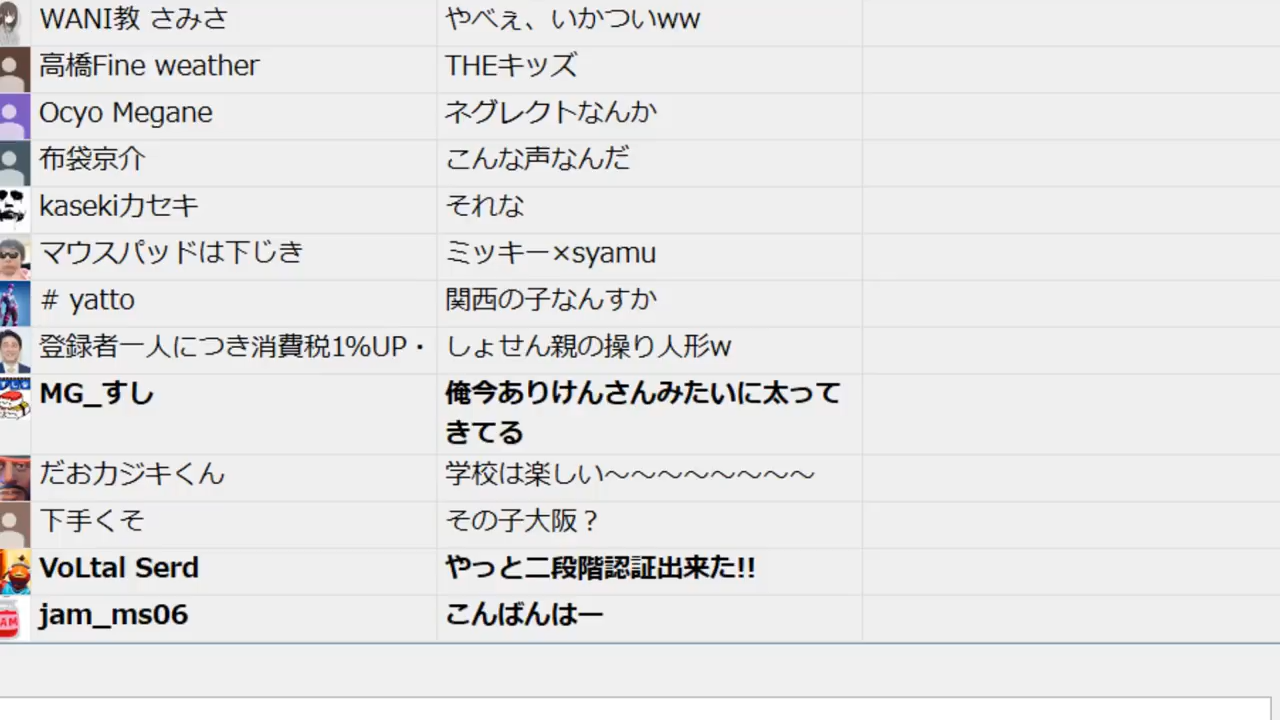 WANI教 さみさ やべぇ、いかついww
高橋Fine weather THEキッズ
Ocyo Megane ネグレクトなんか
布袋京介 こんな声なんだ
kasekiカセキ それな
マウスパッドは下じき ミッキー×syamu
# yatto 関西の子なんすか
登録者一人につき消費税1%UP・ しょせん親の操り人形w
MG_すし 俺今ありけんさんみたいに太って
きてる
だおカジキくん 学校は楽しい〜〜〜〜〜〜〜〜
下手くそ その子大阪？
VoLtal Serd やっと二段階認証出来た!!
jam_ms06 こんばんはー